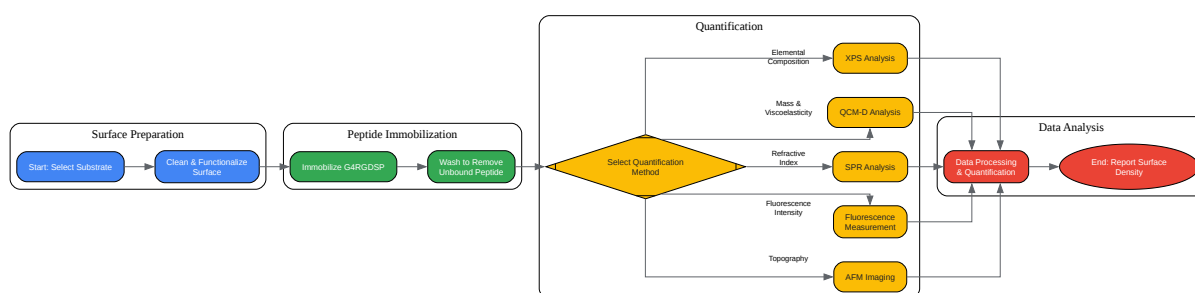 Quantification
Surface Preparation
Start: Select Substrate
Clean & Functionalize
Surface
Peptide Immobilization
Immobilize G4RGDSP
Wash to Remove
Unbound Peptide
Select Quantification
Method
Elemental
Composition
XPS Analysis
Mass &
Viscoelasticity
QCM-D Analysis
Refractive
Index
SPR Analysis
Fluorescence
Intensity
Fluorescence
Measurement
Topography
AFM Imaging
Data Analysis
Data Processing
& Quantification
End: Report Surface
Density